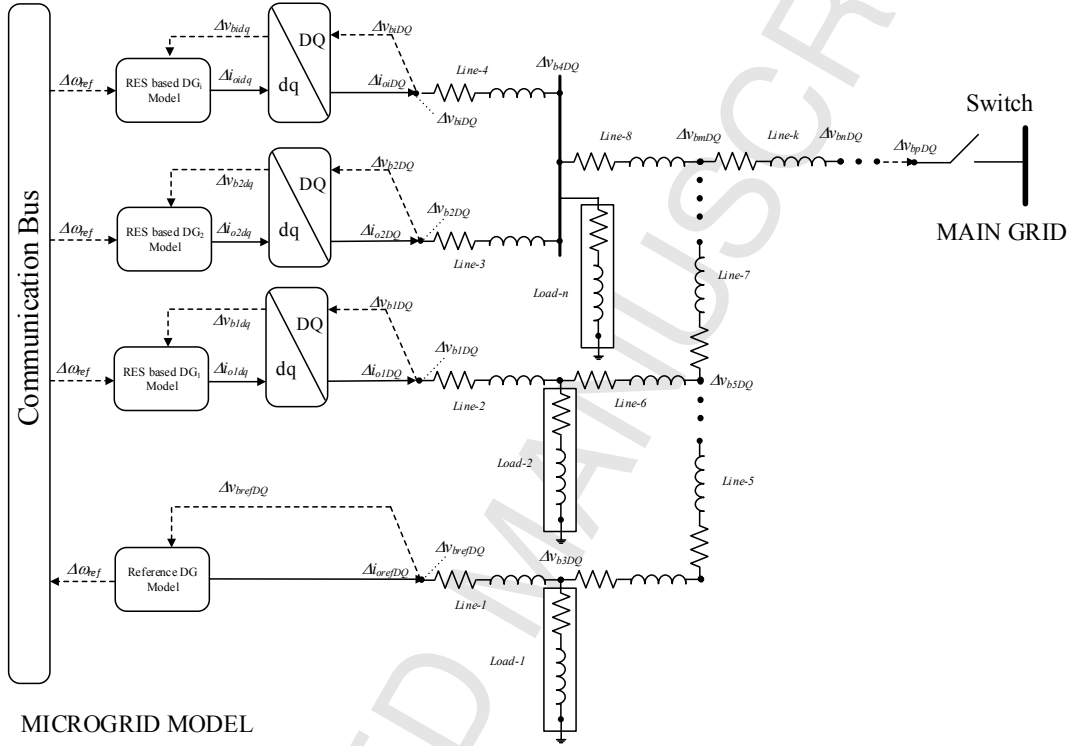 Communication Bus
Δω_ref
RES based DG_i
Model
Δv_bidq
Δi_oidq
DQ
dq
Δv_biDQ
Δi_oiDQ
Δv_biDQ
Line-4
Δv_b4DQ
Δω_ref
RES based DG_2
Model
Δv_b2dq
Δi_o2dq
DQ
dq
Δv_b2DQ
Δi_o2DQ
Δv_b2DQ
Line-3
Line-8
Δv_bmDQ
Line-k
Δv_bnDQ
Δv_bpDQ
Switch
MAIN GRID
Load-n
Line-7
Δω_ref
RES based DG_1
Model
Δv_b1dq
Δi_o1dq
DQ
dq
Δv_b1DQ
Δi_o1DQ
Δv_b1DQ
Line-2
Line-6
Δv_b5DQ
Load-2
Line-5
Δω_ref
Reference DG
Model
Δv_brefDQ
Δi_orefDQ
Δv_brefDQ
Line-1
Δv_b3DQ
Load-1
MICROGRID MODEL
ED MANUSCR